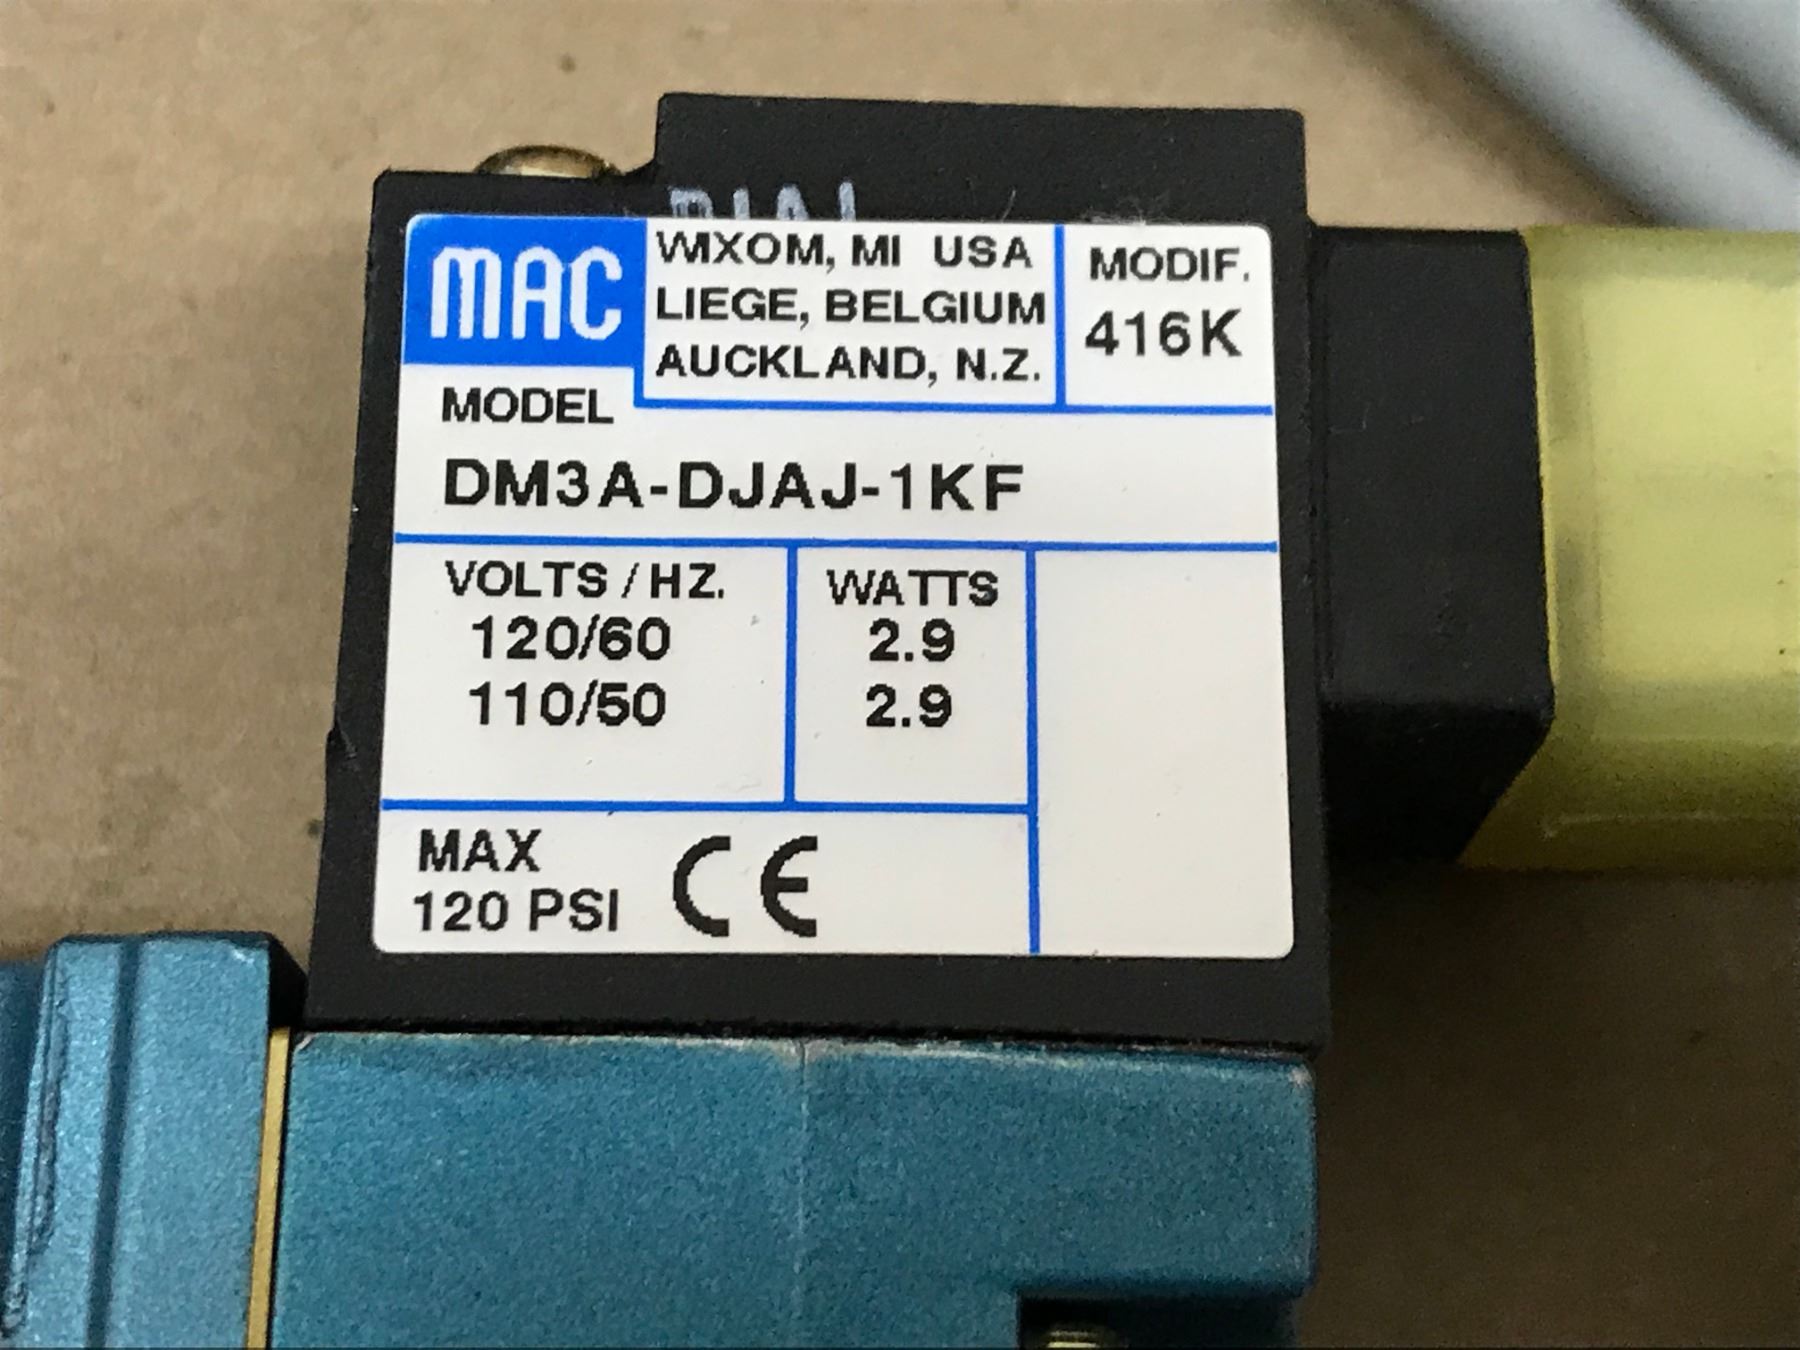 MAC
WIXOM, MI USA
LIEGE, BELGIUM
AUCKLAND, N.Z.
MODIF.
416K
MODEL
DM3A-DJAJ-1KF
VOLTS / HZ.
120/60
110/50
WATTS
2.9
2.9
MAX
120 PSI
CE